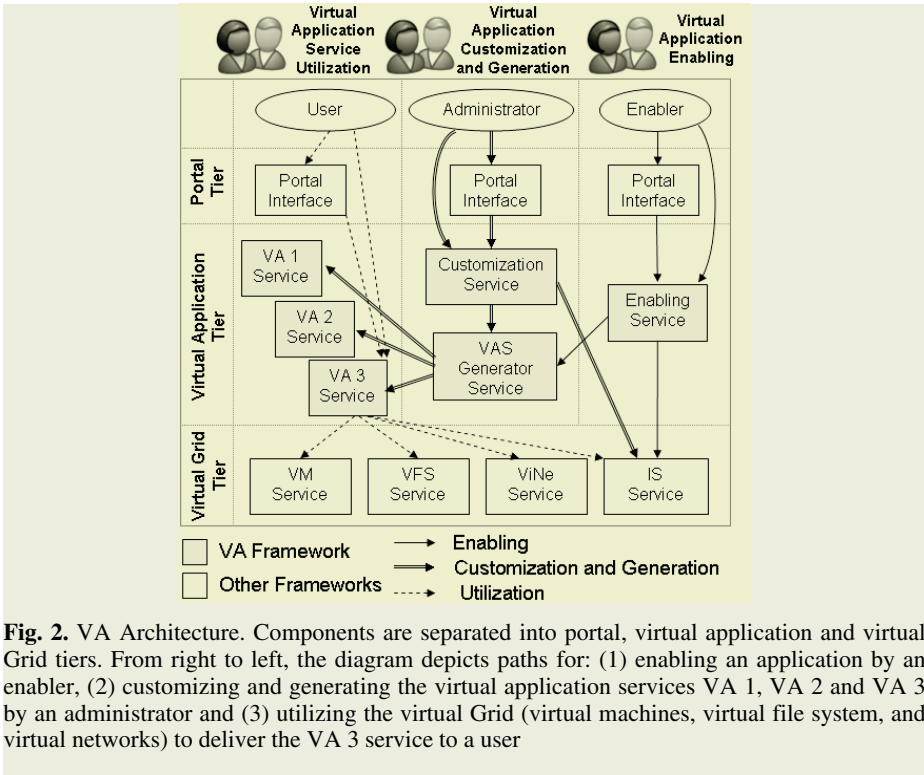 Virtual
Application
Service
Utilization
Virtual
Application
Customization
and Generation
Virtual
Application
Enabling
User
Administrator
Enabler
Portal
Tier
Portal
Interface
Portal
Interface
Portal
Interface
Virtual Application
Tier
VA 1
Service
VA 2
Service
VA 3
Service
Customization
Service
VAS
Generator
Service
Enabling
Service
Virtual Grid
Tier
VM
Service
VFS
Service
ViNe
Service
IS
Service
VA Framework
Other Frameworks
Enabling
Customization and Generation
Utilization
Fig. 2. VA Architecture. Components are separated into portal, virtual application and virtual
Grid tiers. From right to left, the diagram depicts paths for: (1) enabling an application by an
enabler, (2) customizing and generating the virtual application services VA 1, VA 2 and VA 3
by an administrator and (3) utilizing the virtual Grid (virtual machines, virtual file system, and
virtual networks) to deliver the VA 3 service to a user